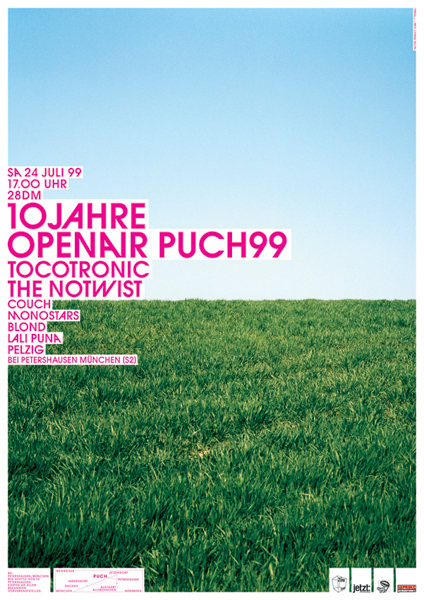 SA 24 JULI 99
17.00 UHR
28DM
10JAHRE
OPENAIR PUCH99
TOCOTRONIC
THE NOTWIST
COUCH
MONOSTARS
BLOND
LALI PUNA
PELZIG
BEI PETERSHAUSEN MÜNCHEN (S2)
PUCH
jetzt: